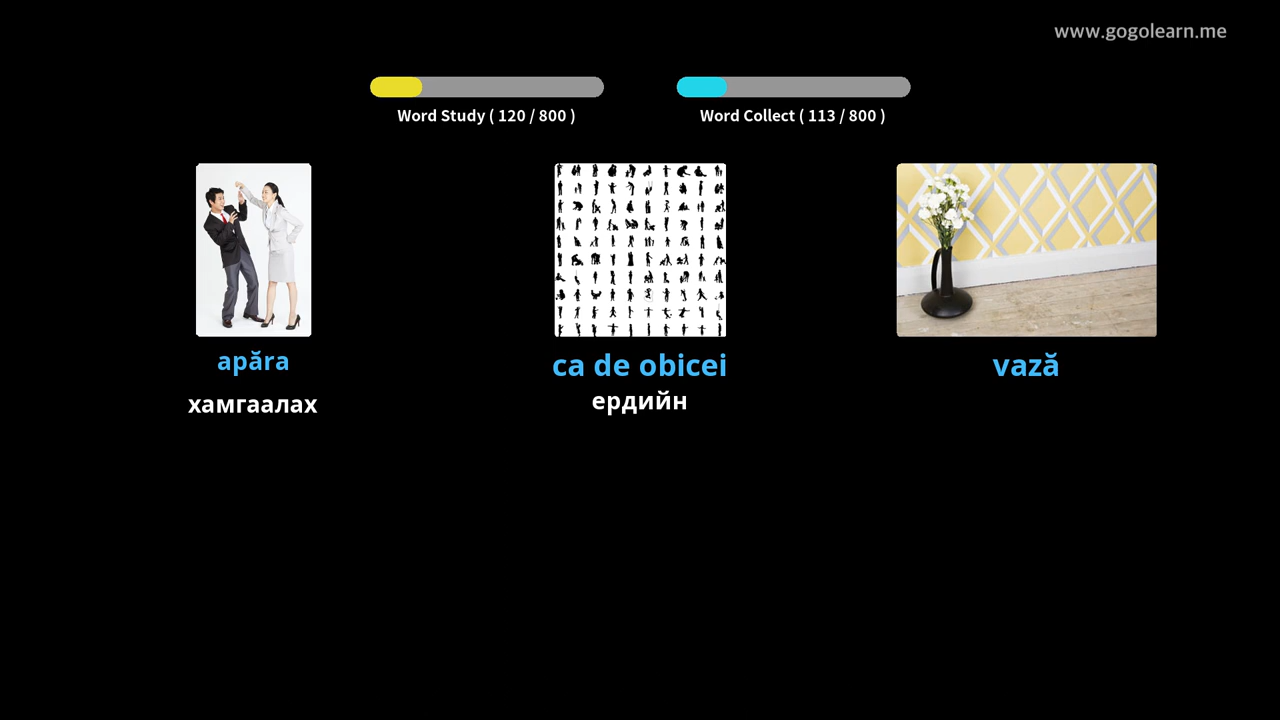 www.gogolearn.me
Word Study ( 120 / 800 )
Word Collect ( 113 / 800 )
apăra
хамгаалах
ca de obicei
ердийн
vază